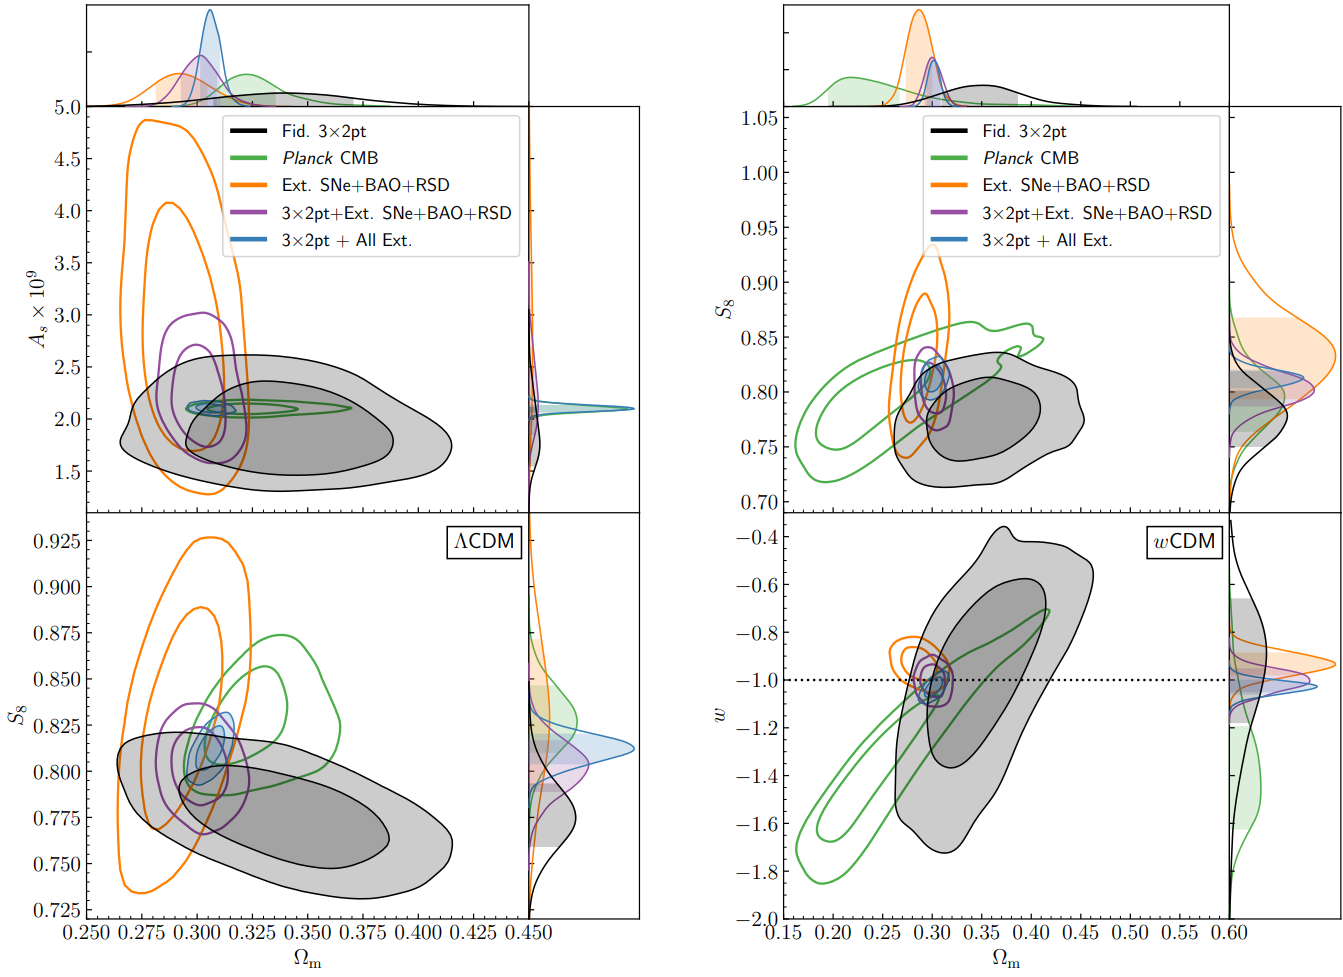 5.0
4.5
4.0
3.5
3.0
2.5
2.0
1.5
A_s × 10^9
Fid. 3×2pt
Planck CMB
Ext. SNe+BAO+RSD
3×2pt+Ext. SNe+BAO+RSD
3×2pt + All Ext.
0.925
0.900
0.875
0.850
0.825
0.800
0.775
0.750
0.725
S_8
ΛCDM
0.250 0.275 0.300 0.325 0.350 0.375 0.400 0.425 0.450
Ω_m
1.05
1.00
0.95
0.90
0.85
0.80
0.75
0.70
S_8
Fid. 3×2pt
Planck CMB
Ext. SNe+BAO+RSD
3×2pt+Ext. SNe+BAO+RSD
3×2pt + All Ext.
−0.4
−0.6
−0.8
−1.0
−1.2
−1.4
−1.6
−1.8
−2.0
w
wCDM
0.15 0.20 0.25 0.30 0.35 0.40 0.45 0.50 0.55 0.60
Ω_m